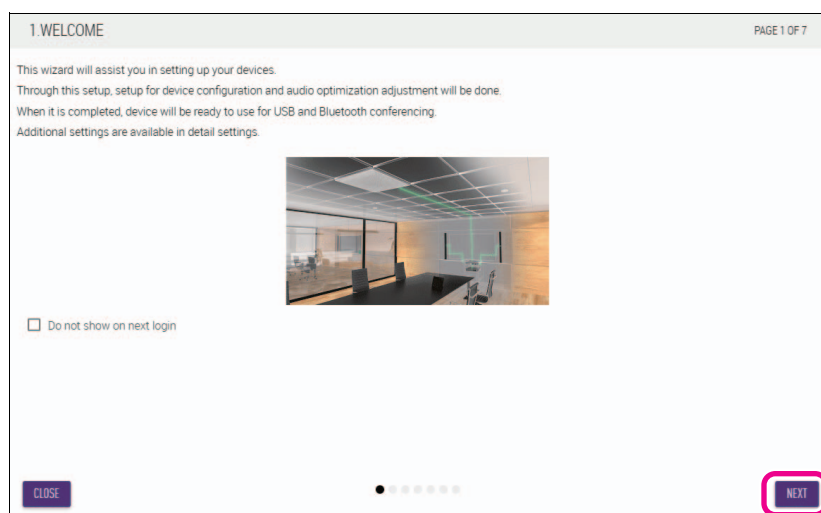 1.WELCOME
PAGE 1 OF 7
This wizard will assist you in setting up your devices.
Through this setup, setup for device configuration and audio optimization adjustment will be done.
When it is completed, device will be ready to use for USB and Bluetooth conferencing.
Additional settings are available in detail settings.
Do not show on next login
CLOSE
NEXT